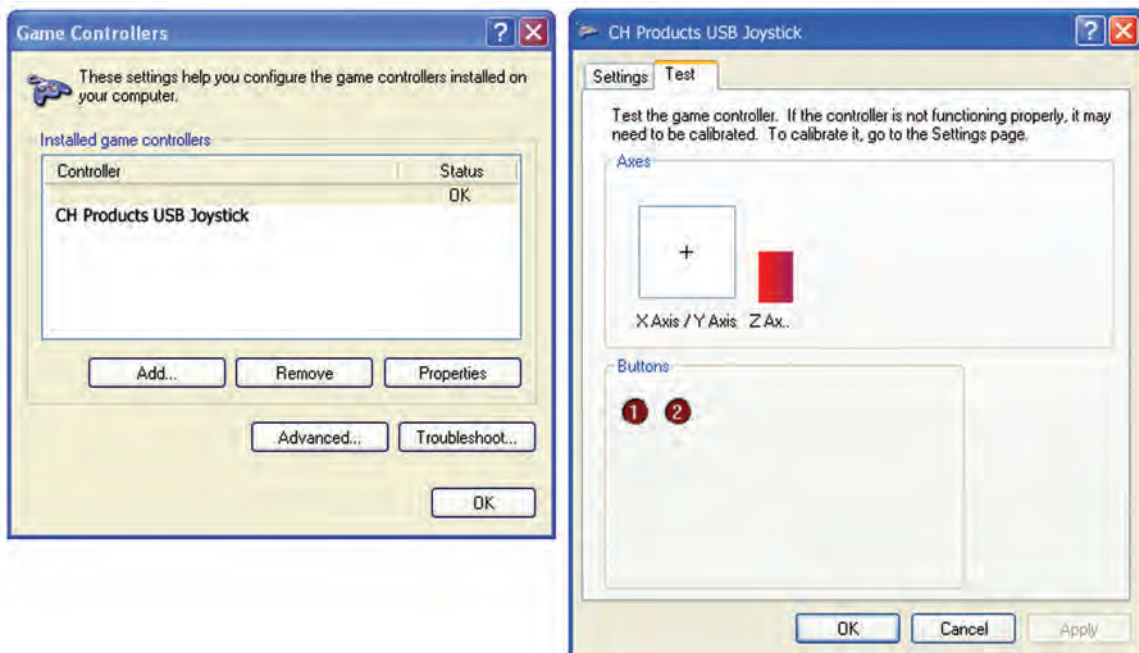 Game Controllers
These settings help you configure the game controllers installed on
your computer.
Installed game controllers
Controller Status
OK
CH Products USB Joystick
Add... Remove Properties
Advanced... Troubleshoot...
OK
CH Products USB Joystick
Settings Test
Test the game controller. If the controller is not functioning properly, it may
need to be calibrated. To calibrate it, go to the Settings page.
Axes
X Axis / Y Axis Z Ax..
Buttons
1 2
OK Cancel Apply